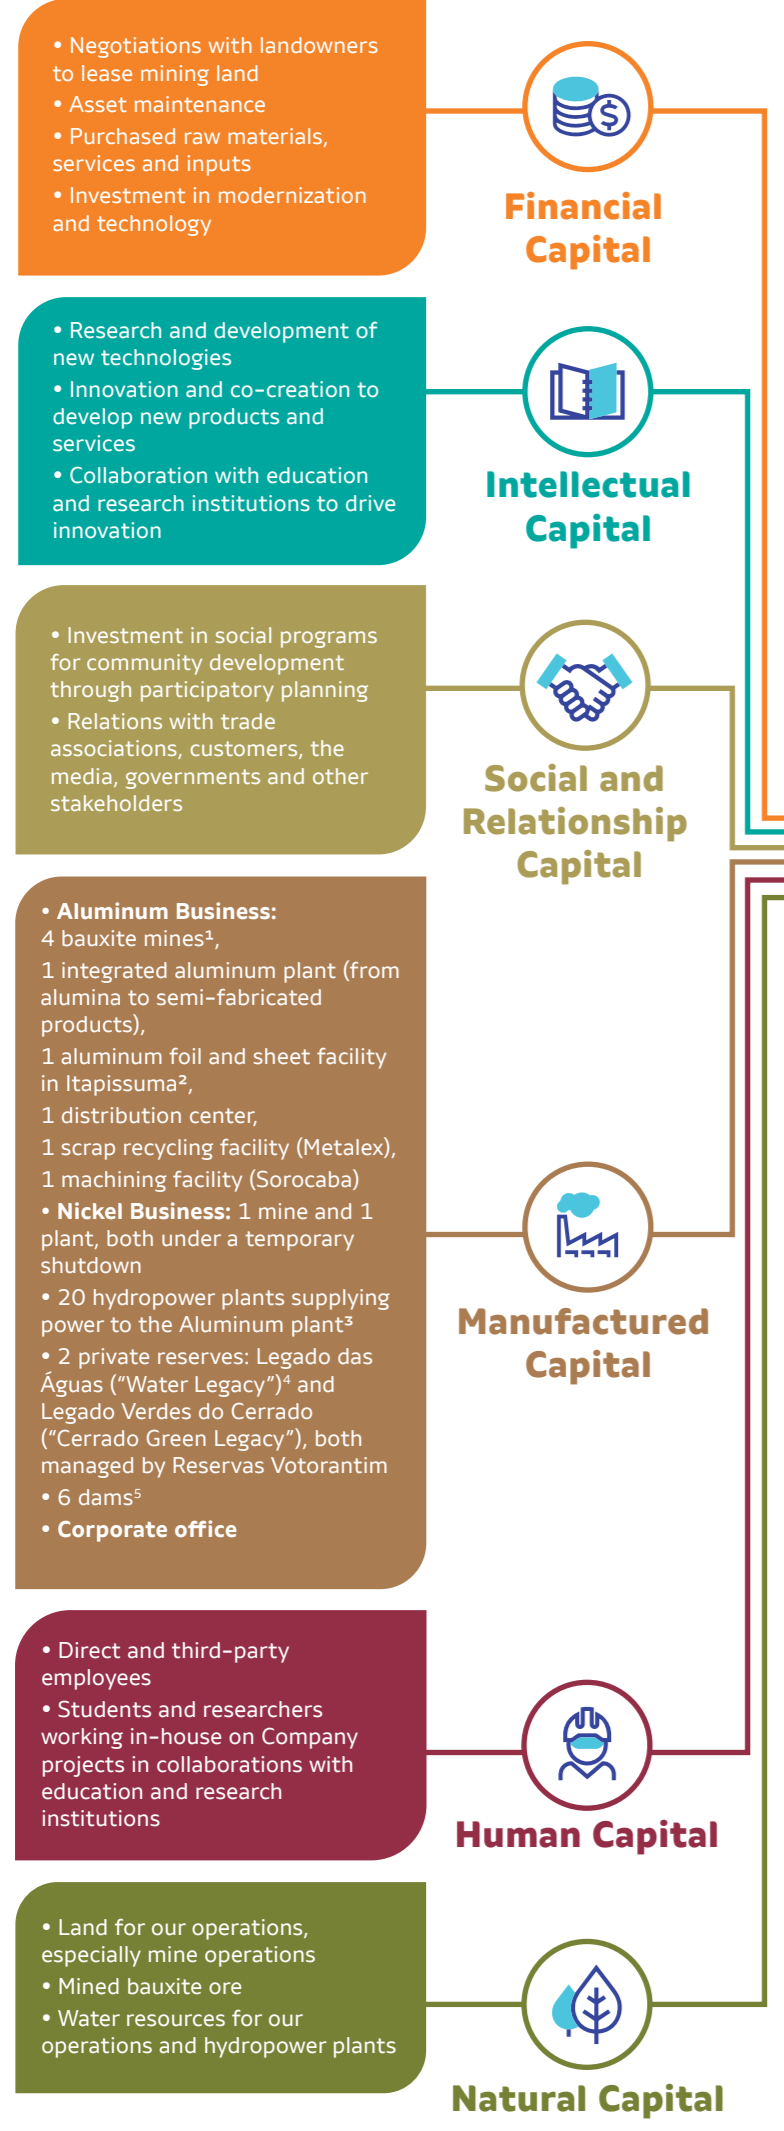 • Negotiations with landowners
to lease mining land
• Asset maintenance
• Purchased raw materials,
services and inputs
• Investment in modernization
and technology
Financial
Capital
• Research and development of
new technologies
• Innovation and co-creation to
develop new products and
services
• Collaboration with education
and research institutions to drive
innovation
Intellectual
Capital
• Investment in social programs
for community development
through participatory planning
• Relations with trade
associations, customers, the
media, governments and other
stakeholders
Social and
Relationship
Capital
• Aluminum Business:
4 bauxite mines¹,
1 integrated aluminum plant (from
alumina to semi-fabricated
products),
1 aluminum foil and sheet facility
in Itapissuma²,
1 distribution center,
1 scrap recycling facility (Metalex),
1 machining facility (Sorocaba)
• Nickel Business: 1 mine and 1
plant, both under a temporary
shutdown
• 20 hydropower plants supplying
power to the Aluminum plant³
• 2 private reserves: Legado das
Águas (“Water Legacy”)⁴ and
Legado Verdes do Cerrado
(“Cerrado Green Legacy”), both
managed by Reservas Votorantim
• 6 dams⁵
• Corporate office
Manufactured
Capital
• Direct and third-party
employees
• Students and researchers
working in-house on Company
projects in collaborations with
education and research
institutions
Human Capital
• Land for our operations,
especially mine operations
• Mined bauxite ore
• Water resources for our
operations and hydropower plants
Natural Capital